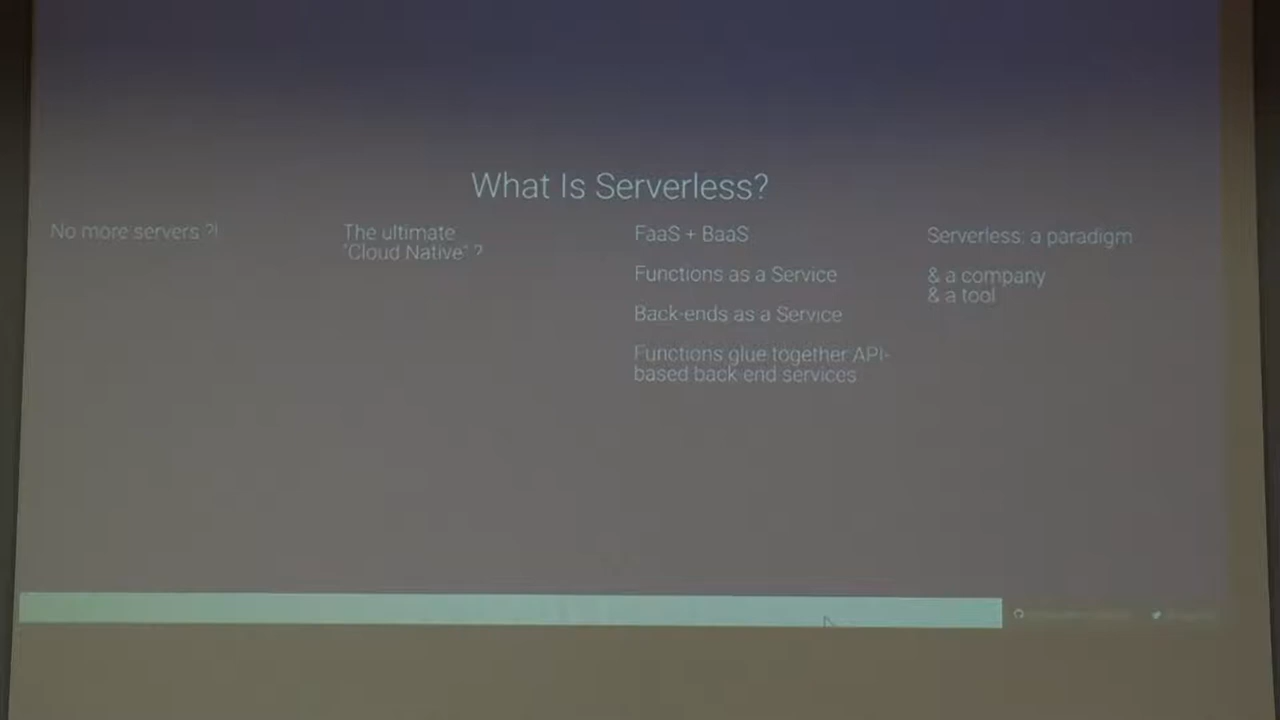 What Is Serverless?
No more servers ?!
The ultimate
"Cloud Native" ?
FaaS + BaaS
Functions as a Service
Back-ends as a Service
Functions glue together API-
based back end services
Serverless: a paradigm
& a company
& a tool